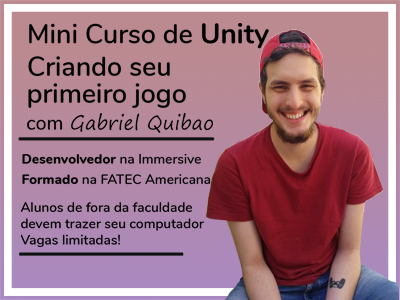 Mini Curso de Unity
Criando seu
primeiro jogo
com Gabriel Quibao
Desenvolvedor na Immersive
Formado na FATEC Americana
Alunos de fora da faculdade
devem trazer seu computador
Vagas limitadas!